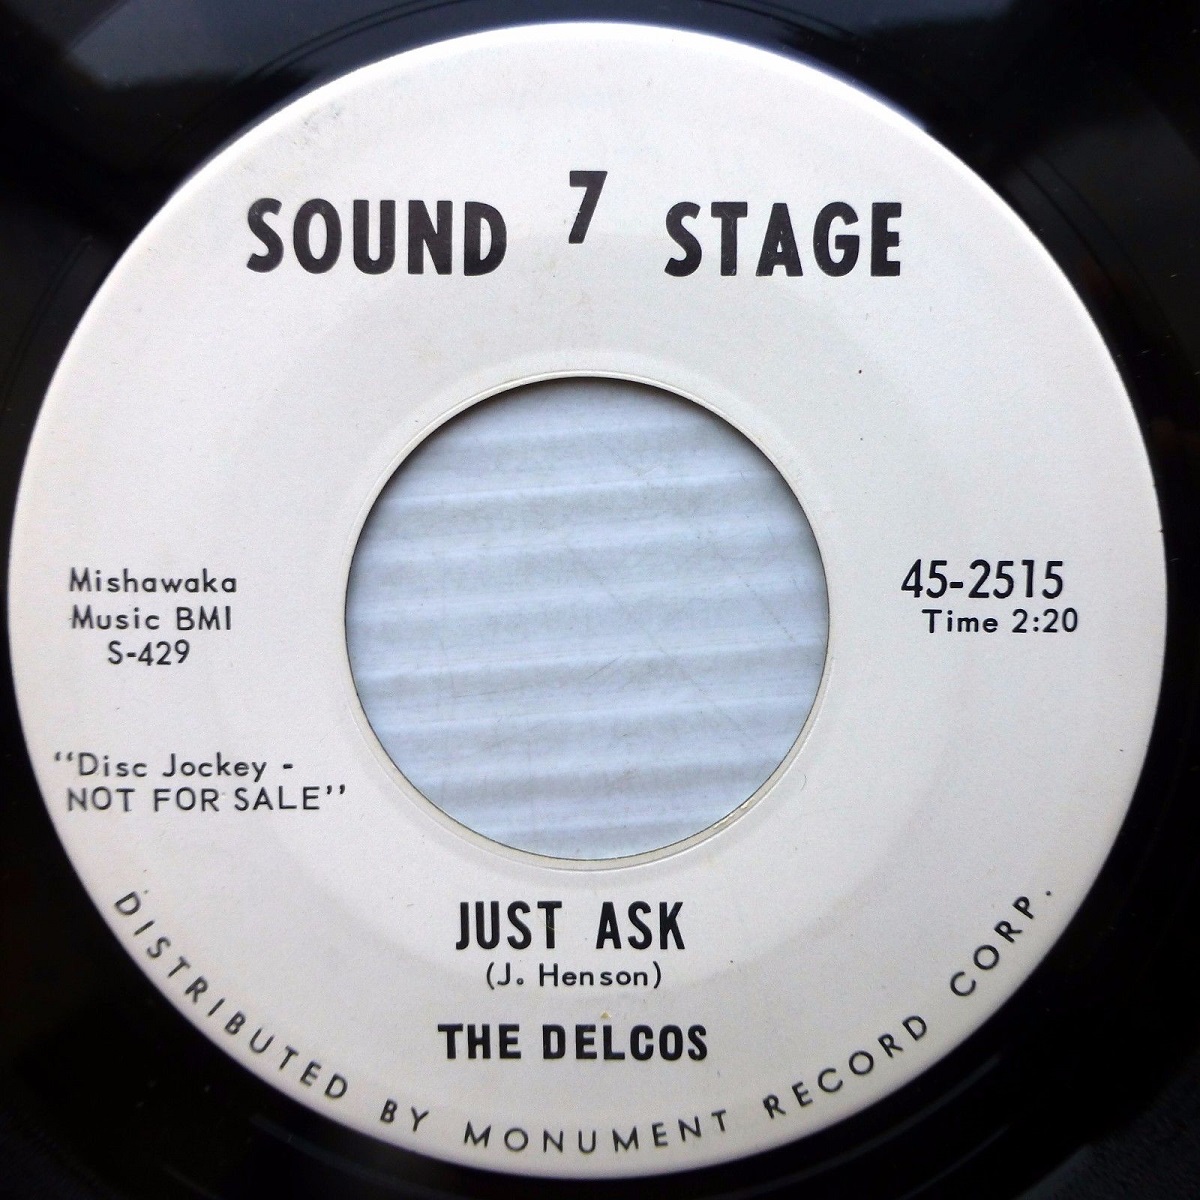 SOUND 7 STAGE
Mishawaka
Music BMI
S-429
45-2515
Time 2:20
"Disc Jockey -
NOT FOR SALE"
JUST ASK
(J. Henson)
THE DELCOS
DISTRIBUTED BY MONUMENT RECORD CORP.